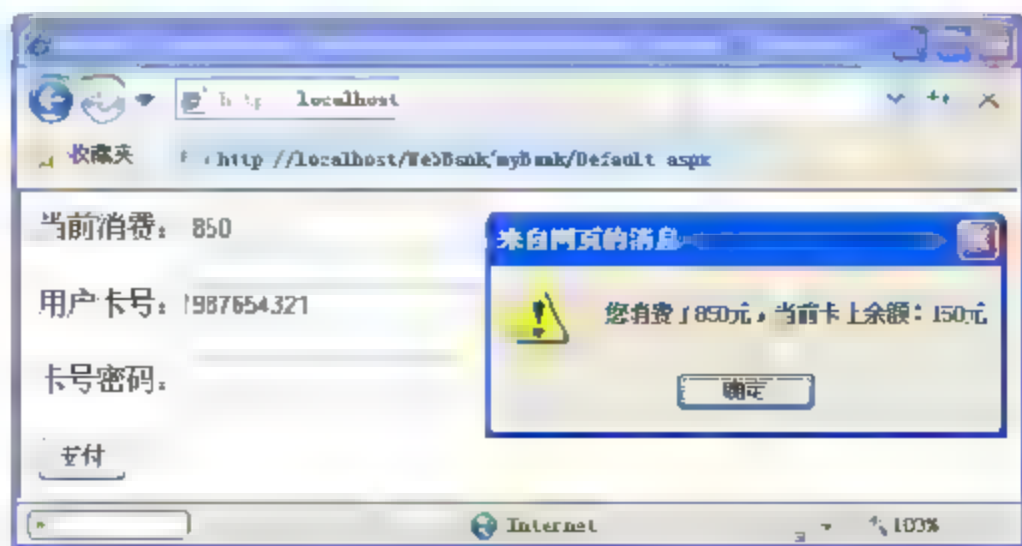 localhost
收藏夹 http://localhost/WebBank/myBank/Default.aspx
当前消费： 850
来自网页的消息
用户卡号： 987654321
您消费了850元，当前卡上余额：150元
卡号密码：
确定
支付
Internet 100%